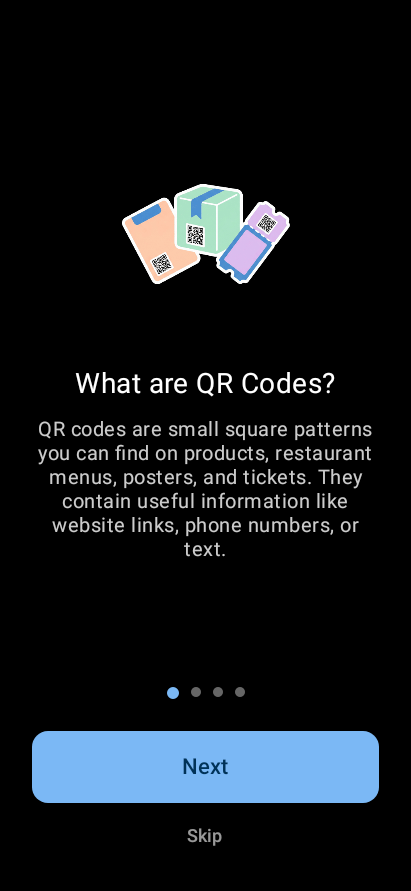 What are QR Codes?
QR codes are small square patterns
you can find on products, restaurant
menus, posters, and tickets. They
contain useful information like
website links, phone numbers, or
text.
Next
Skip